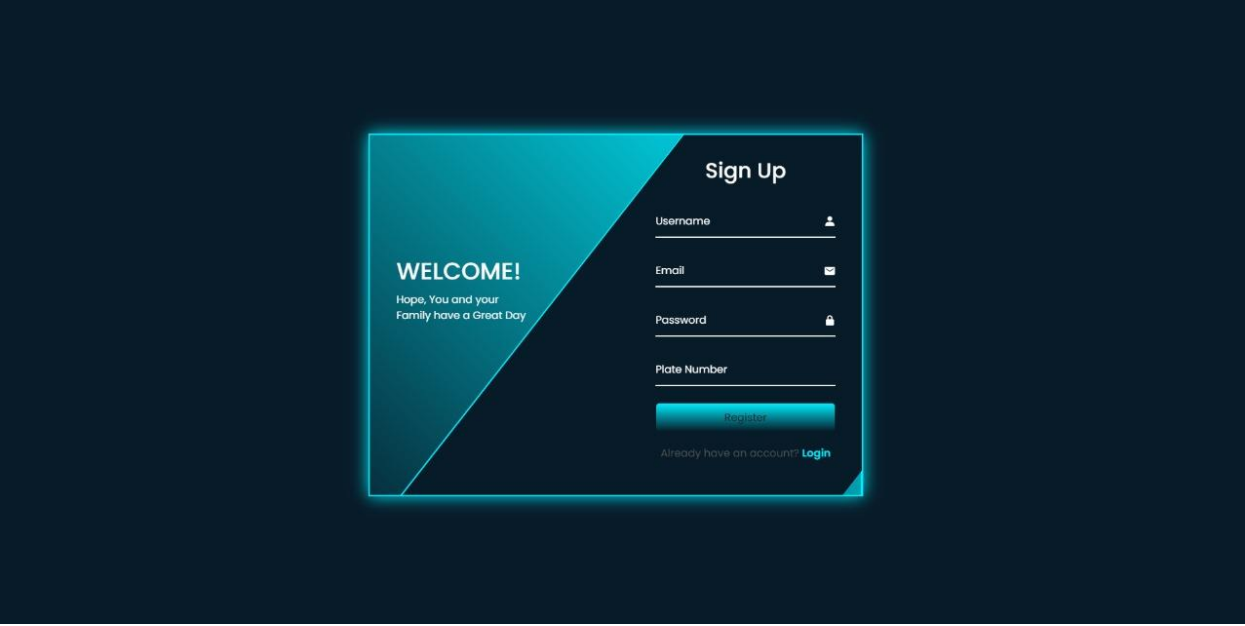 WELCOME!
Hope, You and your
Family have a Great Day
Sign Up
Username
Email
Password
Plate Number
Register
Already have an account? Login